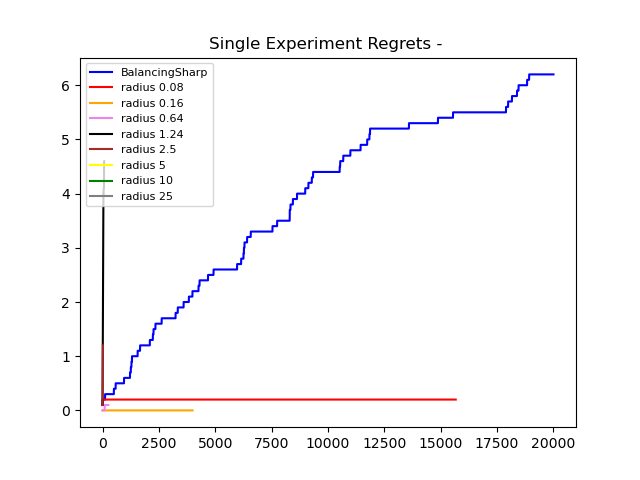 Single Experiment Regrets -
BalancingSharp
radius 0.08
radius 0.16
radius 0.64
radius 1.24
radius 2.5
radius 5
radius 10
radius 25
6
5
4
3
2
1
0
0 2500 5000 7500 10000 12500 15000 17500 20000